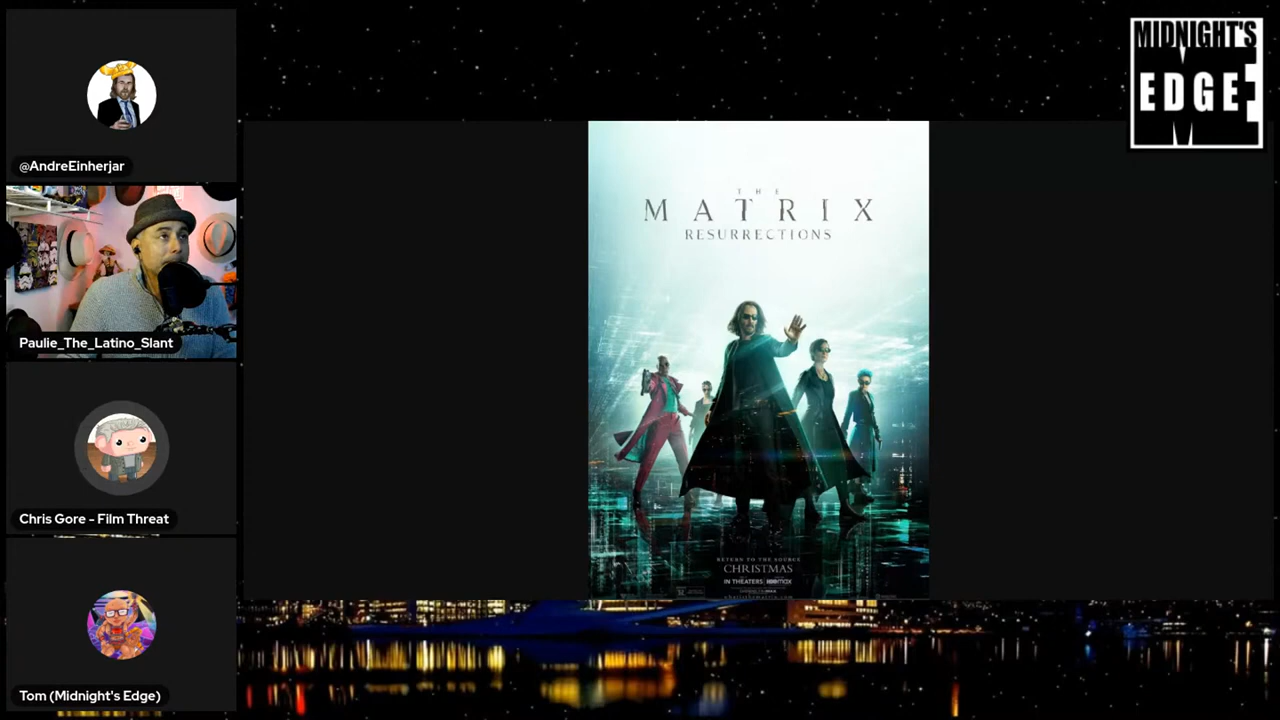 @AndreEinherjar
Paulie_The_Latino_Slant
Chris Gore - Film Threat
Tom (Midnight's Edge)
THE
MATRIX
RESURRECTIONS
RETURN TO THE SOURCE
CHRISTMAS
IN THEATERS HBOMAX
MIDNIGHT'S
EDGE